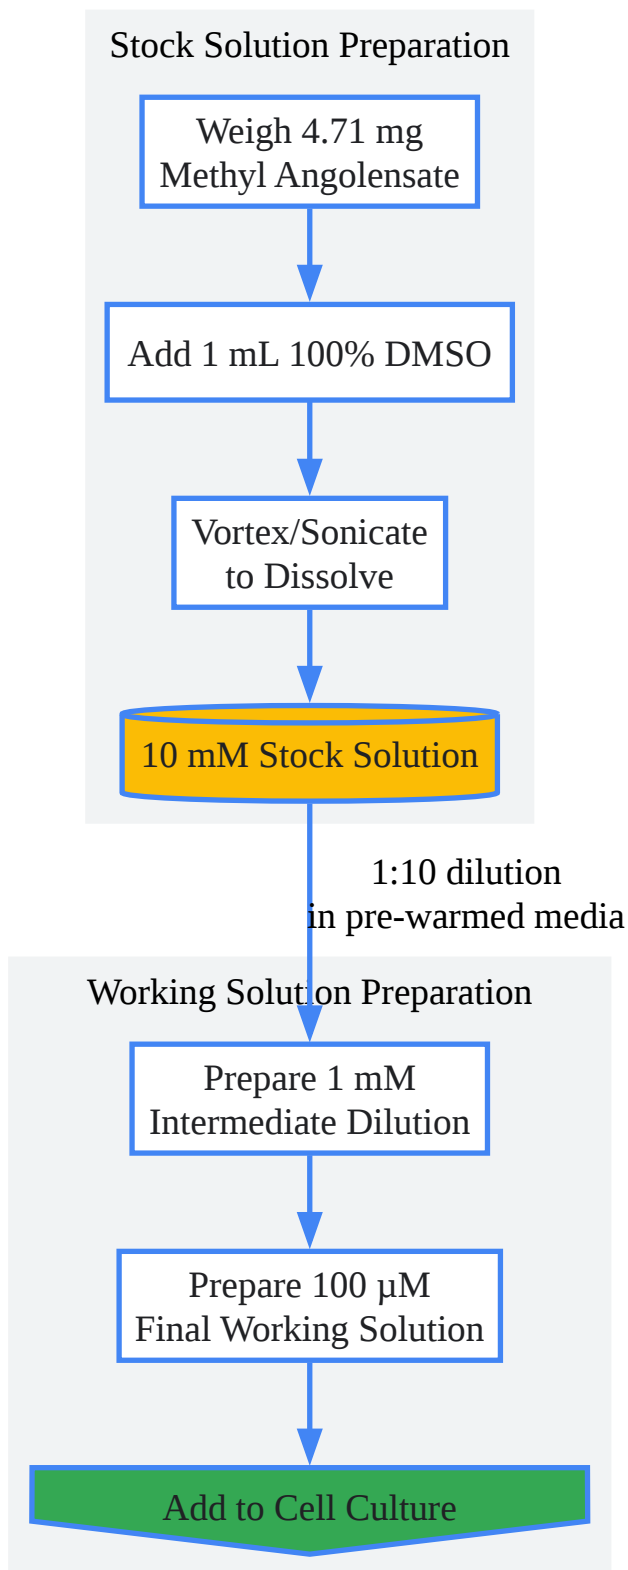 Stock Solution Preparation
Weigh 4.71 mg
Methyl Angolensate
Add 1 mL 100% DMSO
Vortex/Sonicate
to Dissolve
10 mM Stock Solution
1:10 dilution
in pre-warmed media
Working Solution Preparation
Prepare 1 mM
Intermediate Dilution
Prepare 100 µM
Final Working Solution
Add to Cell Culture